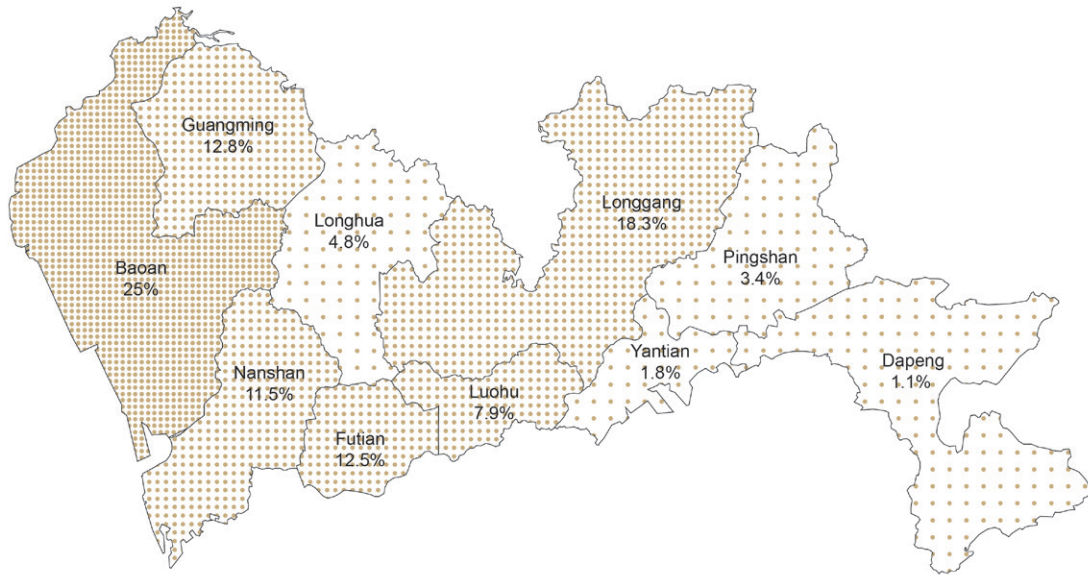 Guangming
12.8%
Longhua
4.8%
Longgang
18.3%
Baoan
25%
Pingshan
3.4%
Nanshan
11.5%
Yantian
1.8%
Dapeng
1.1%
Luohu
7.9%
Futian
12.5%